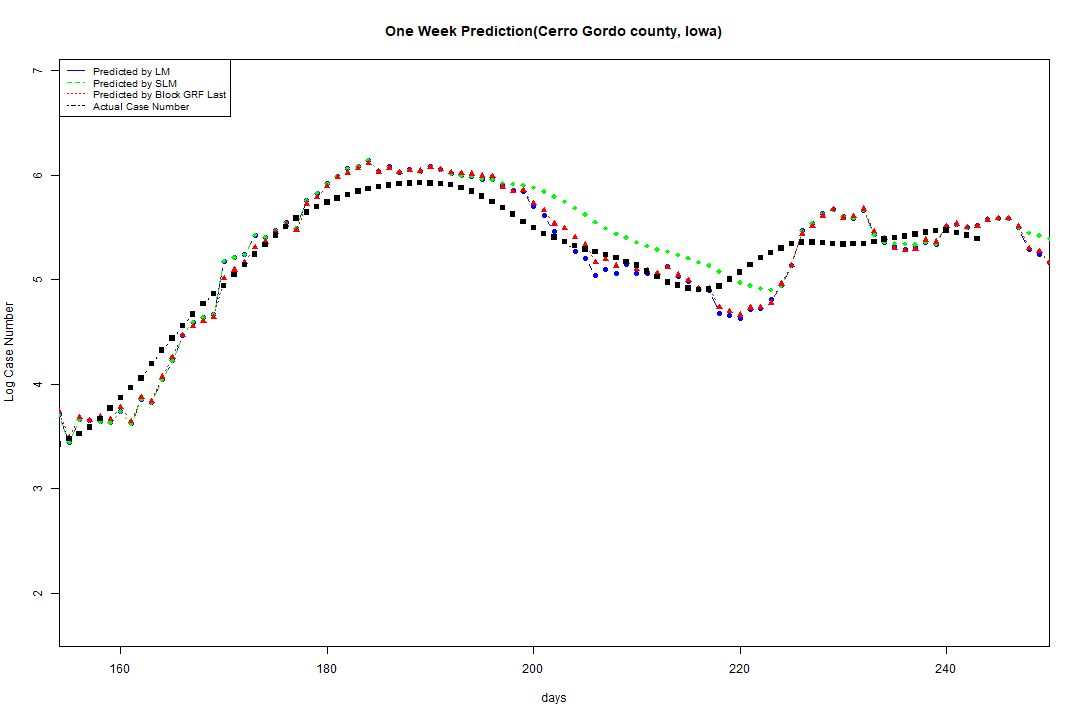 One Week Prediction(Cerro Gordo county, Iowa)
Predicted by LM
Predicted by SLM
Predicted by Block GRF Last
Actual Case Number
7
6
5
4
3
2
Log Case Number
160 180 200 220 240
days